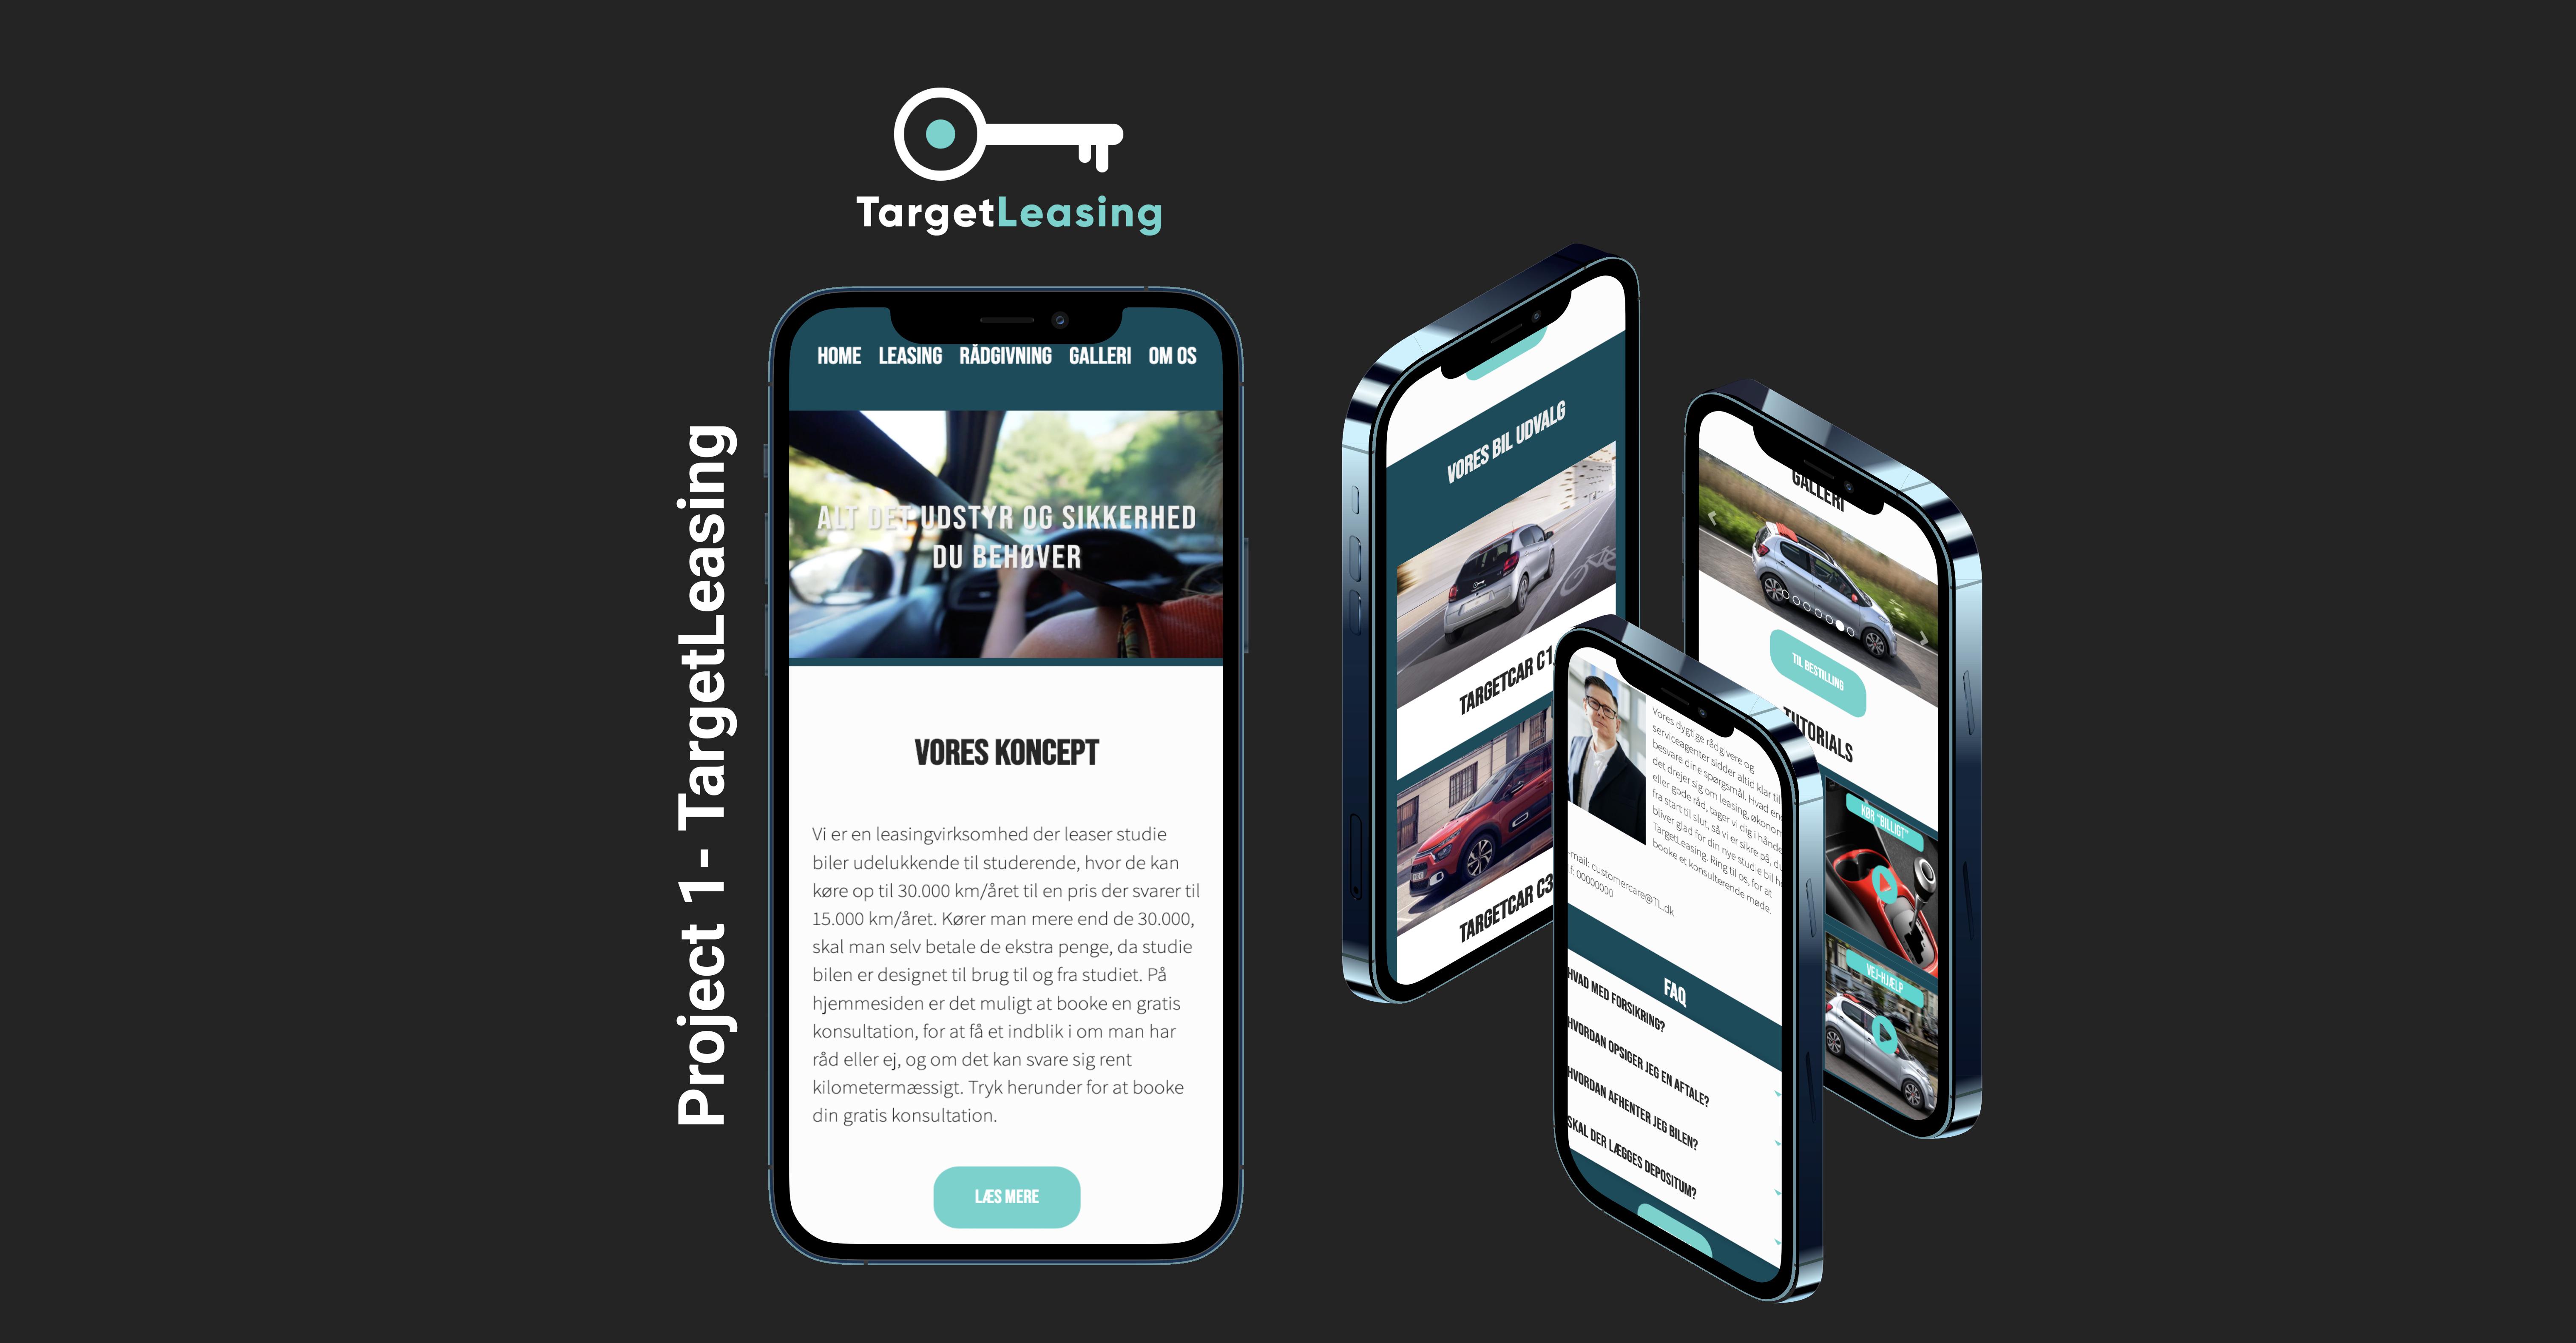 TargetLeasing
Project 1 - TargetLeasing
HOME LEASING RÅDGIVNING GALLERI OM OS
ALT DET UDSTYR OG SIKKERHED
DU BEHØVER
VORES KONCEPT
Vi er en leasingvirksomhed der leaser studie
biler udelukkende til studerende, hvor de kan
køre op til 30.000 km/året til en pris der svarer til
15.000 km/året. Kører man mere end de 30.000,
skal man selv betale de ekstra penge, da studie
bilen er designet til brug til og fra studiet. På
hjemmesiden er det muligt at booke en gratis
konsultation, for at få et indblik i om man har
råd eller ej, og om det kan svare sig rent
kilometermæssigt. Tryk herunder for at booke
din gratis konsultation.
LÆS MERE
VORES BIL UDVALG
TARGETCAR C1
TARGETCAR C3
Vores dygtige rådgivere og
serviceagenter sidder altid klar til
besvare dine spørgsmål. Hvad en
det drejer sig om leasing, økonom
eller gode råd, tager vi dig i hånde
fra start til slut, så vi er sikre på, d
bliver glad for din nye studie bil h
TargetLeasing. Ring til os, for at
booke et konsulterende møde.
-mail: customercare@TL.dk
lf: 00000000
FAQ
HVAD MED FORSIKRING?
HVORDAN OPSIGER JEG EN AFTALE?
HVORDAN AFHENTER JEG BILEN?
SKAL DER LÆGGES DEPOSITUM?
GALLERI
TIL BESTILLING
TUTORIALS
KØR "BILLIGT"
VEJ-HJÆLP